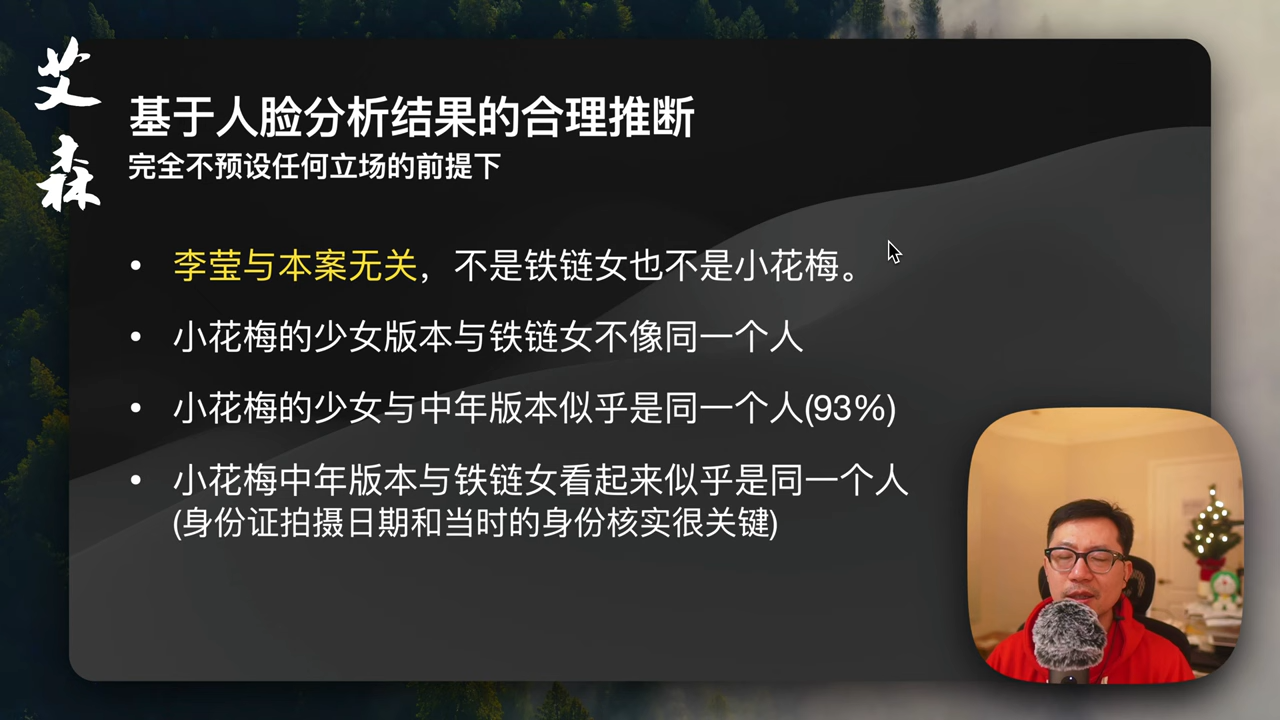 艾森
基于人脸分析结果的合理推断
完全不预设任何立场的前提下
• 李莹与本案无关，不是铁链女也不是小花梅。
• 小花梅的少女版本与铁链女不像同一个人
• 小花梅的少女与中年版本似乎是同一个人(93%)
• 小花梅中年版本与铁链女看起来似乎是同一个人
(身份证拍摄日期和当时的身份核实很关键)